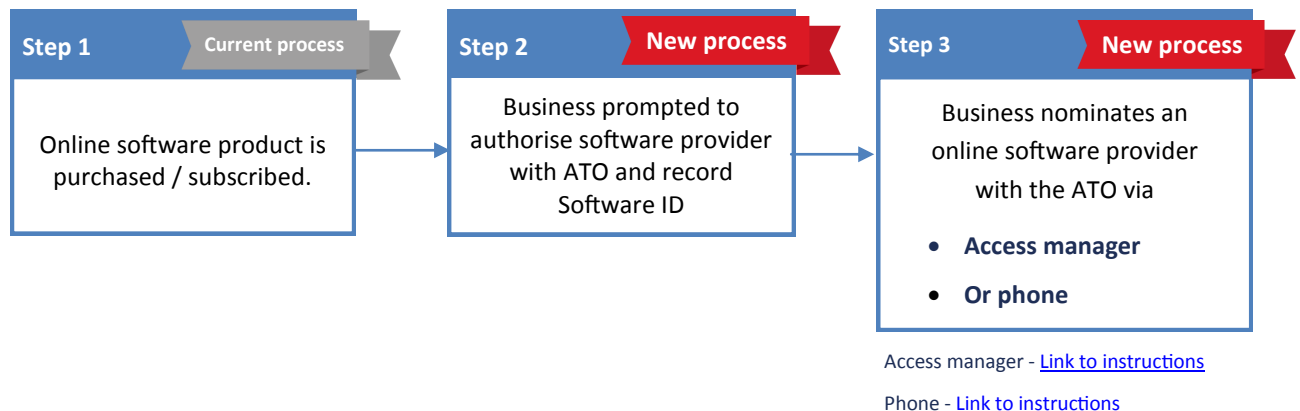 Step 1
Current process
Online software product is
purchased / subscribed.
Step 2
New process
Business prompted to
authorise software provider
with ATO and record
Software ID
Step 3
New process
Business nominates an
online software provider
with the ATO via
• Access manager
• Or phone
Access manager - Link to instructions
Phone - Link to instructions